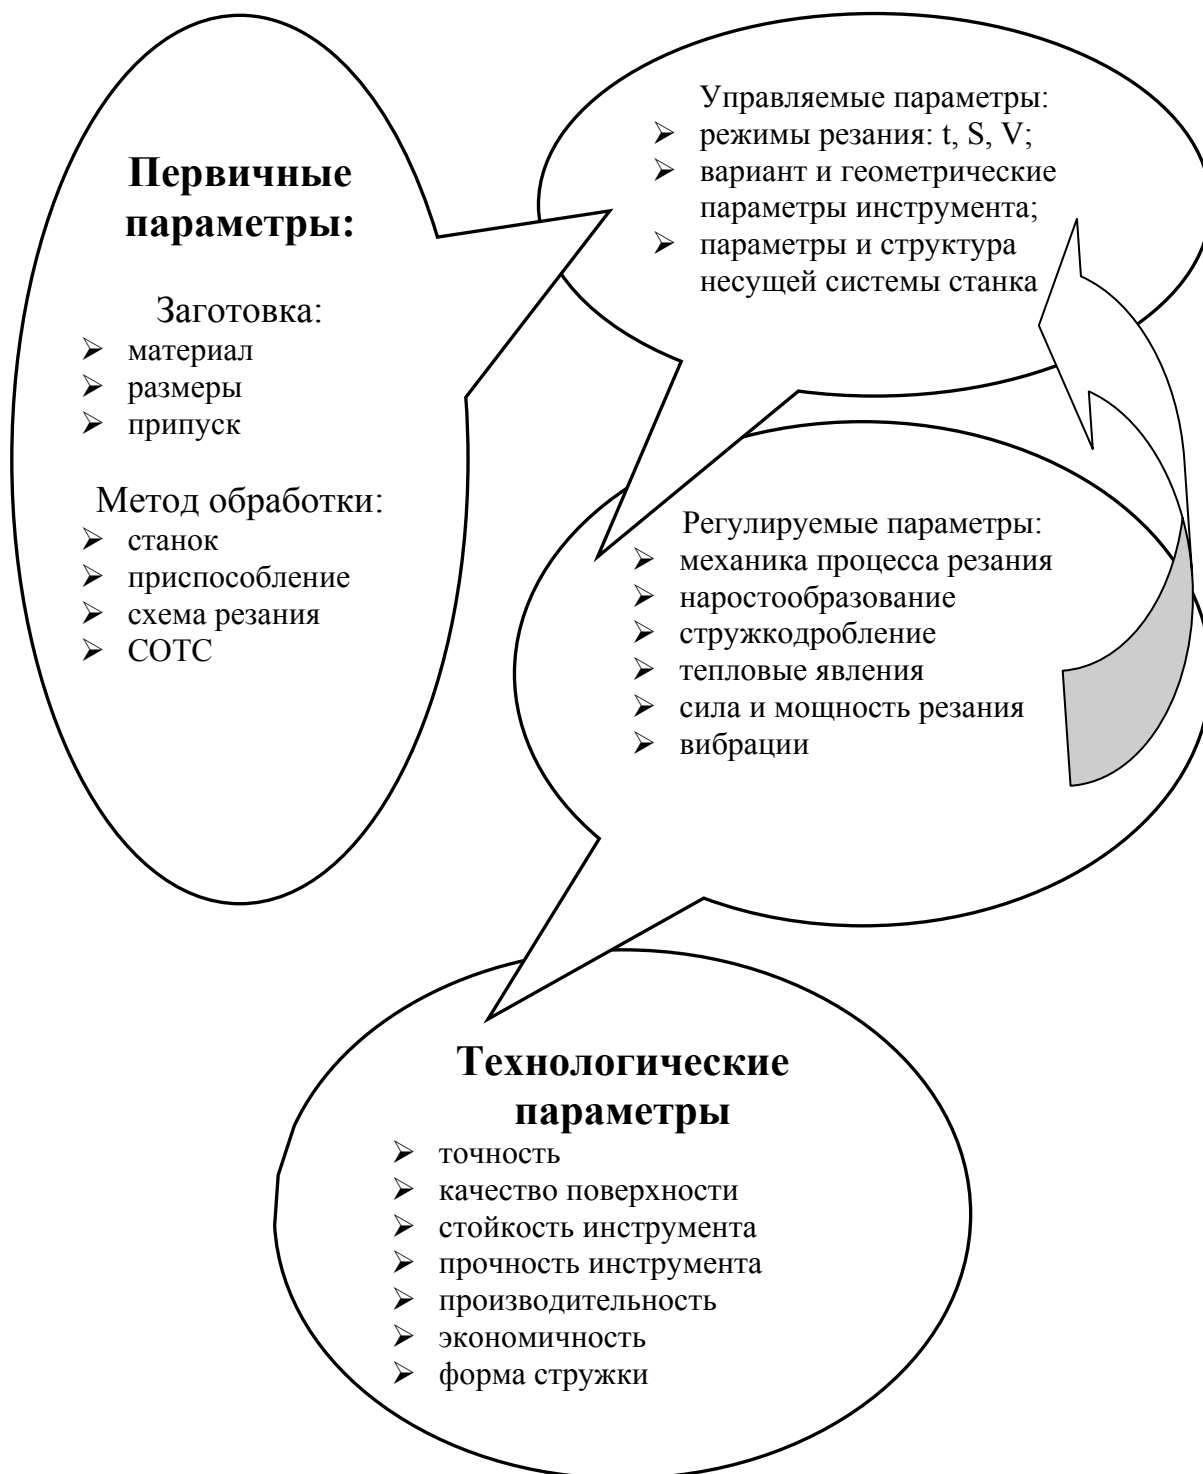 Первичные
параметры:
Заготовка:
➢ материал
➢ размеры
➢ припуск
Метод обработки:
➢ станок
➢ приспособление
➢ схема резания
➢ СОТС
Управляемые параметры:
➢ режимы резания: t, S, V;
➢ вариант и геометрические
параметры инструмента;
➢ параметры и структура
несущей системы станка
Регулируемые параметры:
➢ механика процесса резания
➢ наростообразование
➢ стружкодробление
➢ тепловые явления
➢ сила и мощность резания
➢ вибрации
Технологические
параметры
➢ точность
➢ качество поверхности
➢ стойкость инструмента
➢ прочность инструмента
➢ производительность
➢ экономичность
➢ форма стружки